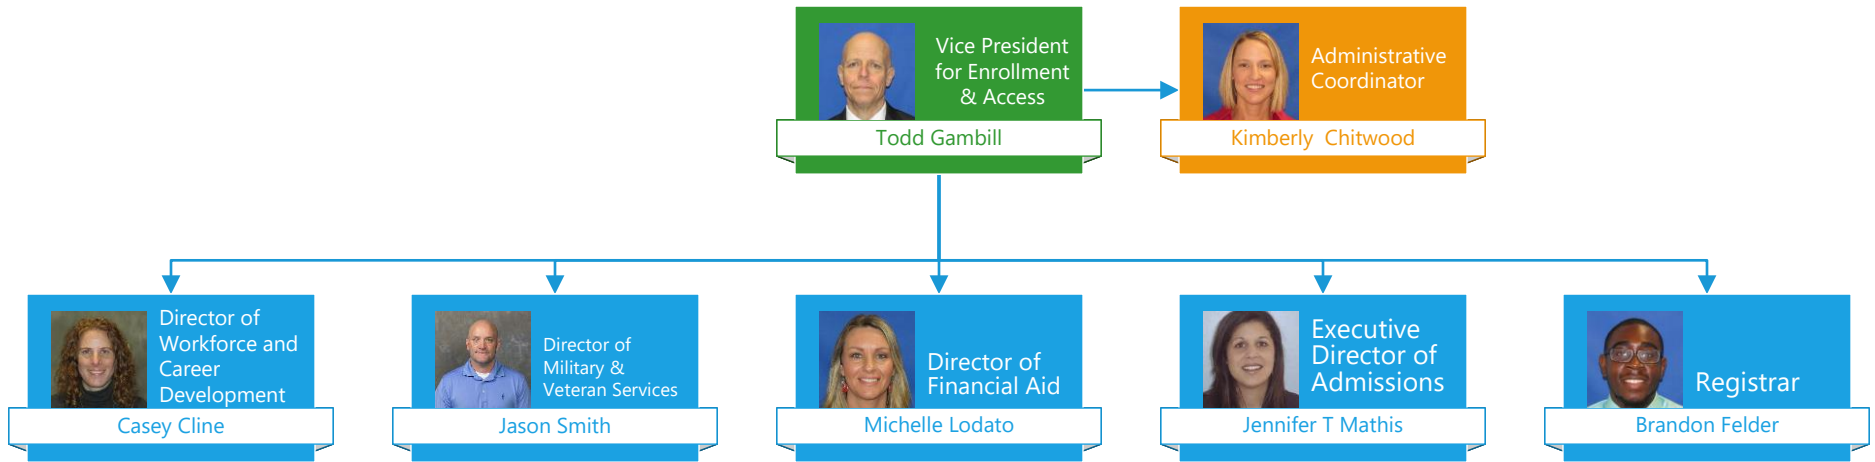 Vice President
for Enrollment
& Access
Todd Gambill
Administrative
Coordinator
Kimberly  Chitwood
Director of
Workforce and
Career
Development
Casey Cline
Director of
Military &
Veteran Services
Jason Smith
Director of
Financial Aid
Michelle Lodato
Executive
Director of
Admissions
Jennifer T Mathis
Registrar
Brandon Felder